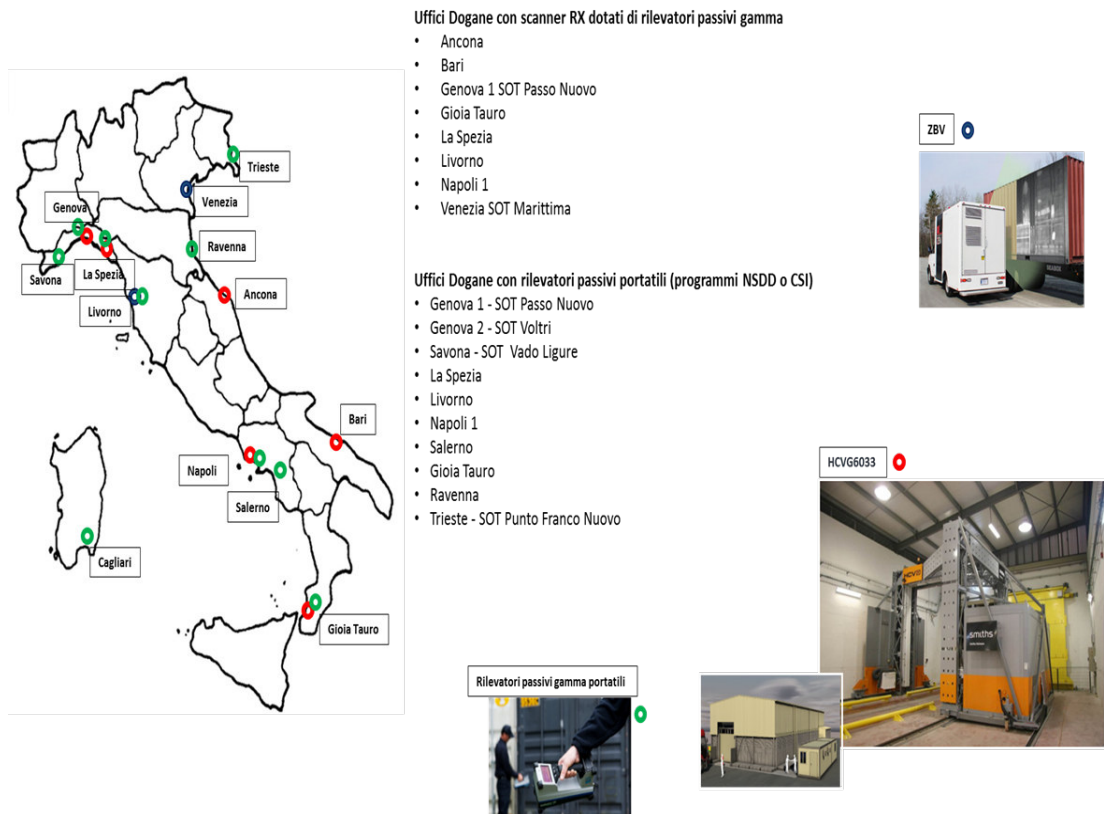 Uffici Dogane con scanner RX dotati di rilevatori passivi gamma
• Ancona
• Bari
• Genova 1 SOT Passo Nuovo
• Gioia Tauro
• La Spezia
• Livorno
• Napoli 1
• Venezia SOT Marittima
Uffici Dogane con rilevatori passivi portatili (programmi NSDD o CSI)
• Genova 1 - SOT Passo Nuovo
• Genova 2 - SOT Voltri
• Savona - SOT Vado Ligure
• La Spezia
• Livorno
• Napoli 1
• Salerno
• Gioia Tauro
• Ravenna
• Trieste - SOT Punto Franco Nuovo
Trieste
Venezia
Genova
Ravenna
Savona
La Spezia
Ancona
Livorno
Bari
Napoli
Salerno
Cagliari
Gioia Tauro
ZBV
HCVG6033
HCVG
smiths
Rilevatori passivi gamma portatili